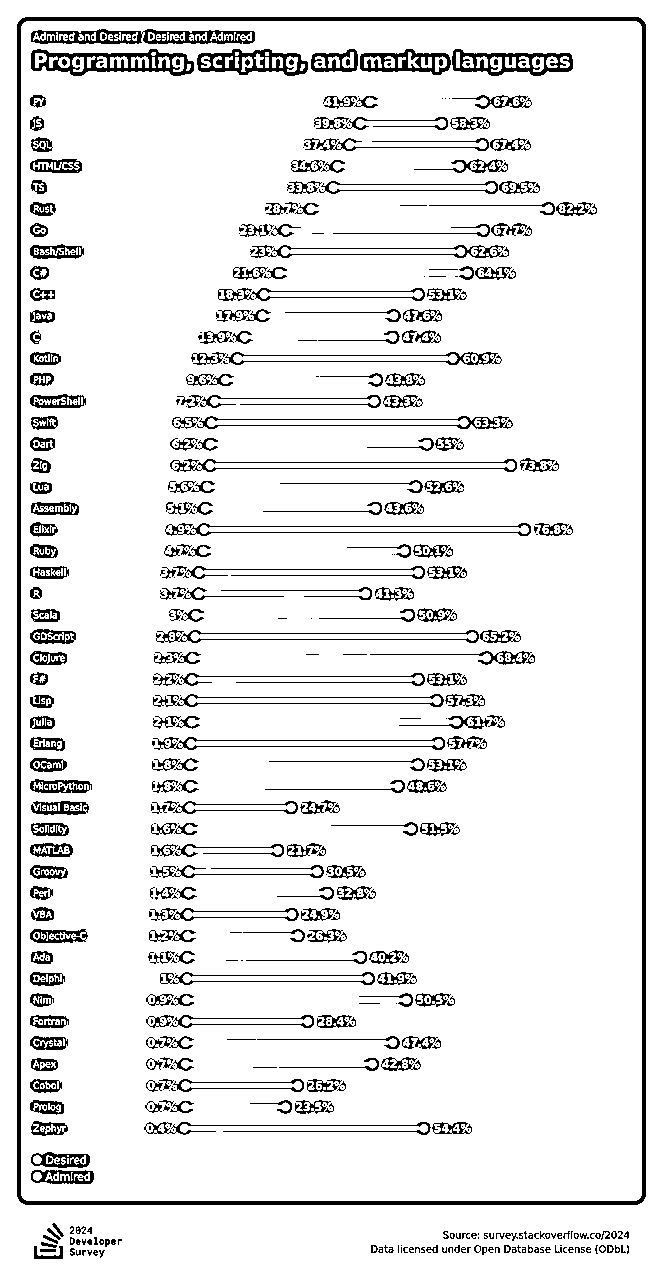 Admired and Desired / Desired and Admired
Programming, scripting, and markup languages
PY 41.9% 67.6%
JS 39.8% 58.3%
SQL 37.4% 67.4%
HTML/CSS 34.6% 62.4%
TS 33.8% 69.5%
Rust 28.7% 82.2%
Go 23.1% 67.7%
Bash/Shell 23% 62.6%
C# 21.6% 64.1%
C++ 18.3% 53.1%
Java 17.9% 47.6%
C 13.9% 47.4%
Kotlin 12.3% 60.9%
PHP 9.6% 43.8%
PowerShell 7.2% 43.3%
Swift 6.5% 63.3%
Dart 6.2% 55%
Zig 6.2% 73.8%
Lua 5.6% 52.6%
Assembly 5.1% 43.6%
Elixir 4.9% 76.8%
Ruby 4.7% 50.1%
Haskell 3.7% 53.1%
R 3.7% 41.3%
Scala 3% 50.9%
GDScript 2.8% 65.2%
Clojure 2.3% 68.4%
F# 2.2% 53.1%
Lisp 2.1% 57.3%
Julia 2.1% 61.7%
Erlang 1.9% 57.7%
OCaml 1.8% 53.1%
MicroPython 1.8% 48.6%
Visual Basic 1.7% 24.7%
Solidity 1.6% 51.5%
MATLAB 1.6% 21.7%
Groovy 1.5% 30.5%
Perl 1.4% 32.8%
VBA 1.3% 24.9%
Objective-C 1.2% 26.3%
Ada 1.1% 40.2%
Delphi 1% 41.9%
Nim 0.9% 50.5%
Fortran 0.9% 28.4%
Crystal 0.7% 47.4%
Apex 0.7% 42.8%
Cobol 0.7% 26.2%
Prolog 0.7% 23.5%
Zephyr 0.4% 54.4%
Desired
Admired
2024
Developer
Survey
Source: survey.stackoverflow.co/2024
Data licensed under Open Database License (ODbL)